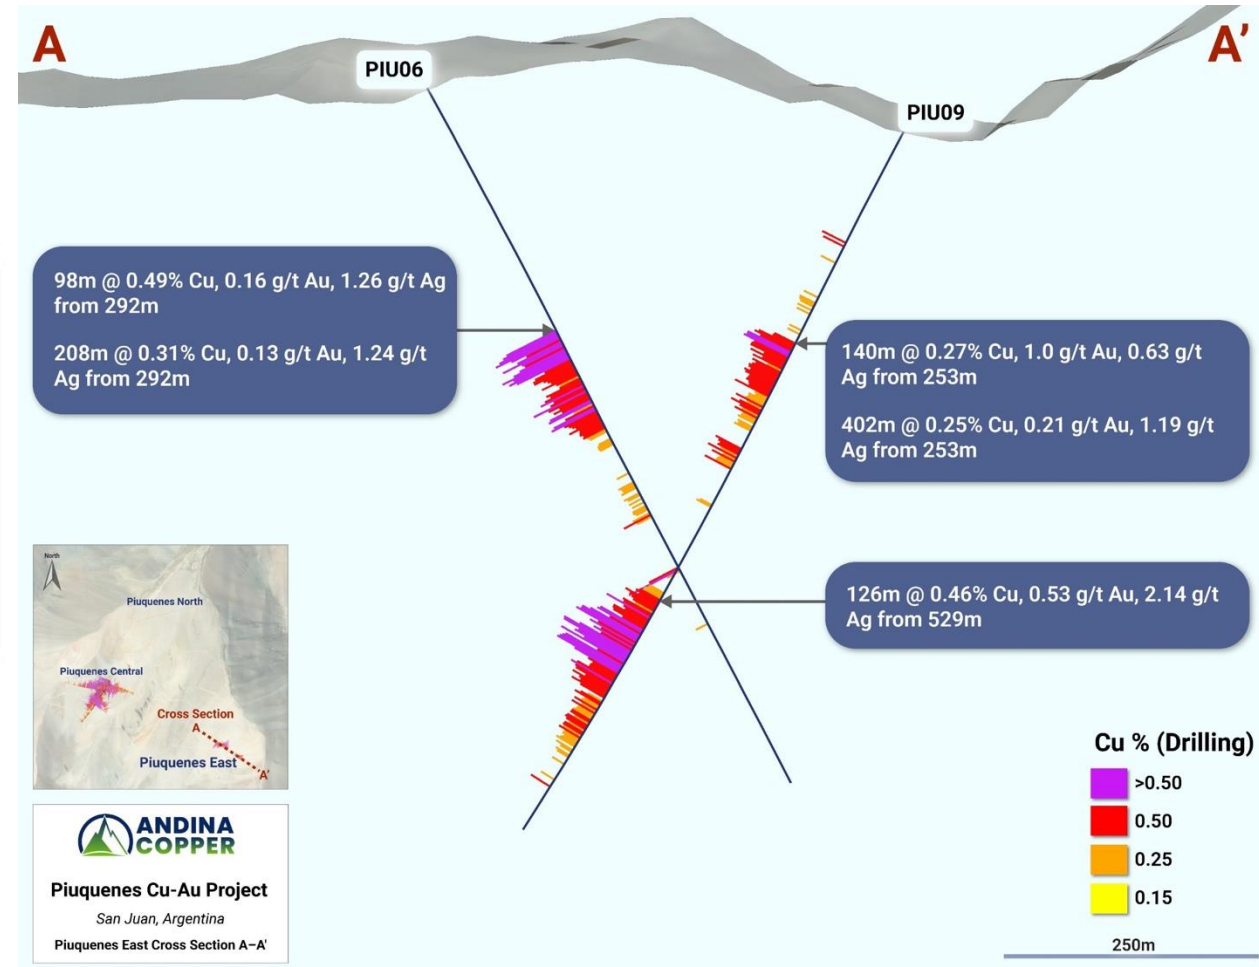 A
A'
PIU06
PIU09
98m @ 0.49% Cu, 0.16 g/t Au, 1.26 g/t Ag
from 292m
208m @ 0.31% Cu, 0.13 g/t Au, 1.24 g/t
Ag from 292m
140m @ 0.27% Cu, 1.0 g/t Au, 0.63 g/t
Ag from 253m
402m @ 0.25% Cu, 0.21 g/t Au, 1.19 g/t
Ag from 253m
126m @ 0.46% Cu, 0.53 g/t Au, 2.14 g/t
Ag from 529m
North
Piuquenes North
Piuquenes Central
Cross Section
A
Piuquenes East
A'
ANDINA
COPPER
Piuquenes Cu-Au Project
San Juan, Argentina
Piuquenes East Cross Section A–A'
Cu % (Drilling)
>0.50
0.50
0.25
0.15
250m